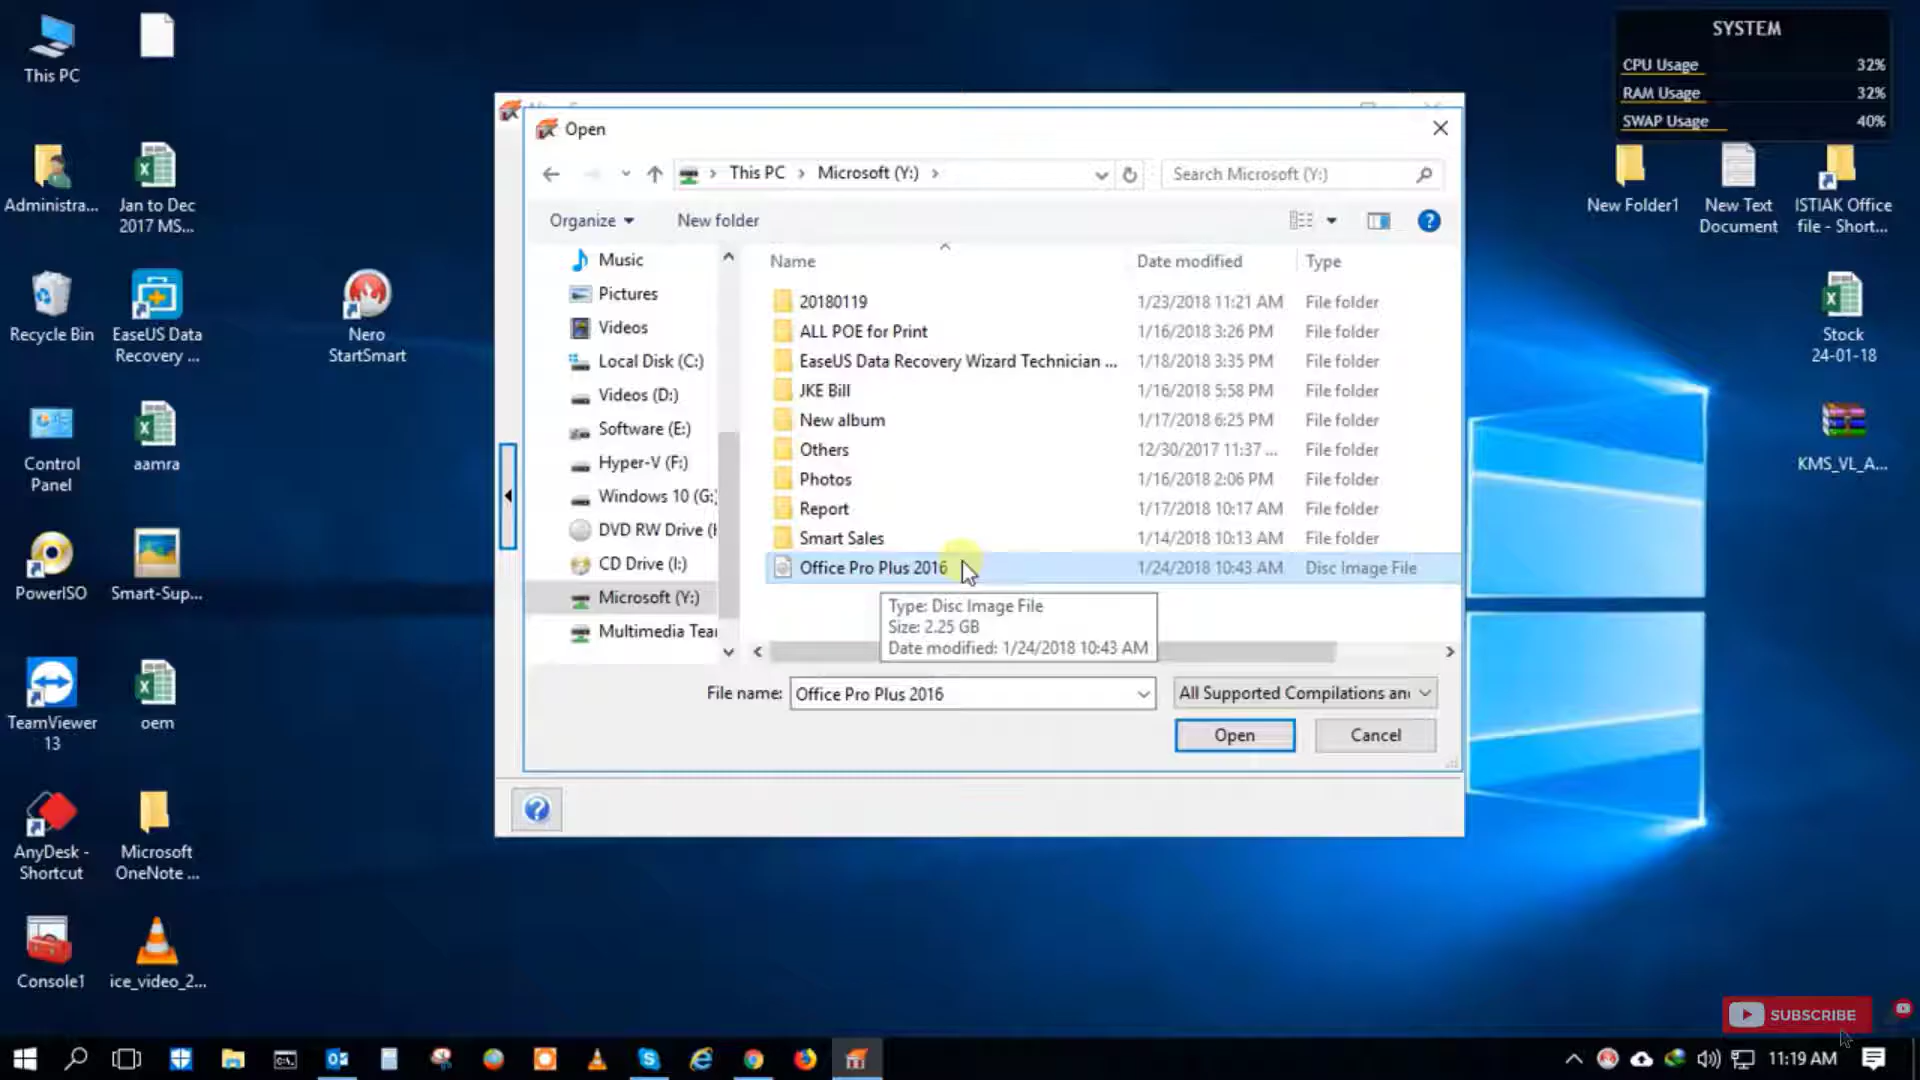 This PC
Administra...
Jan to Dec
2017 MS...
Recycle Bin
EaseUS Data
Recovery ...
Nero
StartSmart
Control
Panel
aamra
PowerISO
Smart-Sup...
TeamViewer
13
oem
AnyDesk -
Shortcut
Microsoft
OneNote ...
Console1
ice_video_2...
Open
This PC
Microsoft (Y:)
Search Microsoft (Y:)
Organize
New folder
Music
Pictures
Videos
Local Disk (C:)
Videos (D:)
Software (E:)
Hyper-V (F:)
Windows 10 (G:
DVD RW Drive (
CD Drive (I:)
Microsoft (Y:)
Multimedia Tea
Name Date modified Type
20180119 1/23/2018 11:21 AM File folder
ALL POE for Print 1/16/2018 3:26 PM File folder
EaseUS Data Recovery Wizard Technician ... 1/18/2018 3:35 PM File folder
JKE Bill 1/16/2018 5:58 PM File folder
New album 1/17/2018 6:25 PM File folder
Others 12/30/2017 11:37 ... File folder
Photos 1/16/2018 2:06 PM File folder
Report 1/17/2018 10:17 AM File folder
Smart Sales 1/14/2018 10:13 AM File folder
Office Pro Plus 2016 1/24/2018 10:43 AM Disc Image File
Type: Disc Image File
Size: 2.25 GB
Date modified: 1/24/2018 10:43 AM
File name: Office Pro Plus 2016
All Supported Compilations an
Open
Cancel
SYSTEM
CPU Usage 32%
RAM Usage 32%
SWAP Usage 40%
New Folder1
New Text
Document
ISTIAK Office
file - Short...
Stock
24-01-18
KMS_VL_A...
SUBSCRIBE
11:19 AM